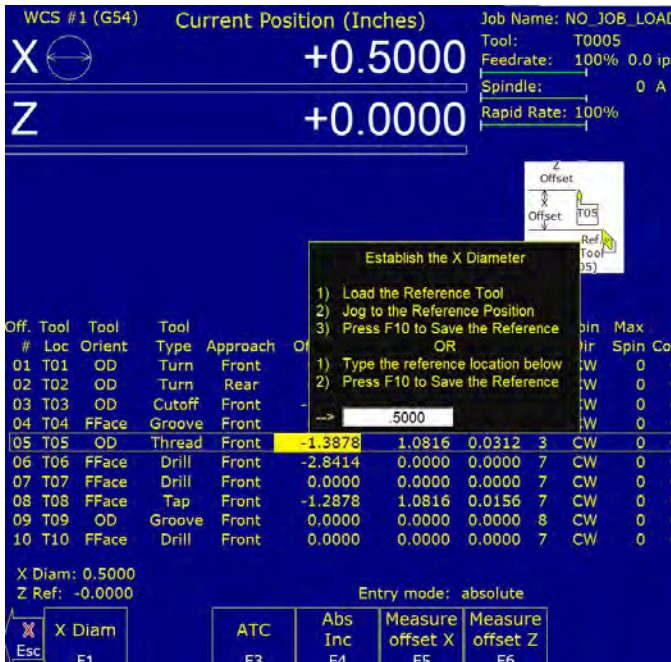 WCS #1 (G54) Current Position (Inches) Job Name: NO_JOB_LOAD
X +0.5000
Tool: T0005
Feedrate: 100% 0.0 ip
Spindle: 0 A
Z +0.0000
Rapid Rate: 100%
Z
Offset
X
Offset
T05
Ref.
Tool
05)
Establish the X Diameter
1) Load the Reference Tool
2) Jog to the Reference Position
3) Press F10 to Save the Reference
OR
1) Type the reference location below
2) Press F10 to Save the Reference
--> .5000
Off. Tool Tool Tool Max
# Loc Orient Type Approach Spin Co
01 T01 OD Turn Front CW 0
02 T02 OD Turn Rear CW 0
03 T03 OD Cutoff Front - CW 0
04 T04 FFace Groove Front CW 0
05 T05 OD Thread Front -1.3878 1.0816 0.0312 3 CW 0
06 T06 FFace Drill Front -2.8414 0.0000 0.0000 7 CW 0
07 T07 FFace Drill Front 0.0000 0.0000 0.0000 7 CW 0
08 T08 FFace Tap Front -1.2878 1.0816 0.0156 7 CW 0
09 T09 OD Groove Front 0.0000 0.0000 0.0000 8 CW 0
10 T10 FFace Drill Front 0.0000 0.0000 0.0000 7 CW 0
X Diam: 0.5000
Z Ref: -0.0000 Entry mode: absolute
X Esc
X Diam F1
ATC F3
Abs Inc F4
Measure offset X F5
Measure offset Z F6